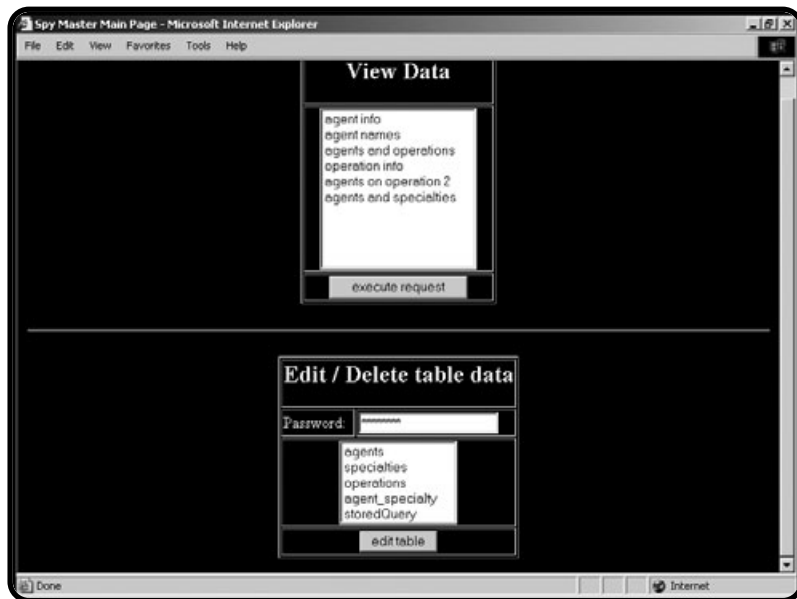 Spy Master Main Page - Microsoft Internet Explorer
File Edit View Favorites Tools Help
View Data
agent info
agent names
agents and operations
operation info
agents on operation 2
agents and specialties
execute request
Edit / Delete table data
Password: ********
agents
specialties
operations
agent_specialty
storedQuery
edit table
Done Internet